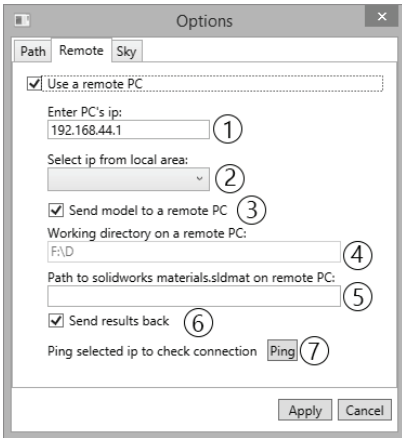 Options
Path Remote Sky
Use a remote PC
Enter PC's ip:
192.168.44.1 1
Select ip from local area:
2
Send model to a remote PC 3
Working directory on a remote PC:
F:\D 4
Path to solidworks materials.sldmat on remote PC:
5
Send results back 6
Ping selected ip to check connection Ping 7
Apply Cancel